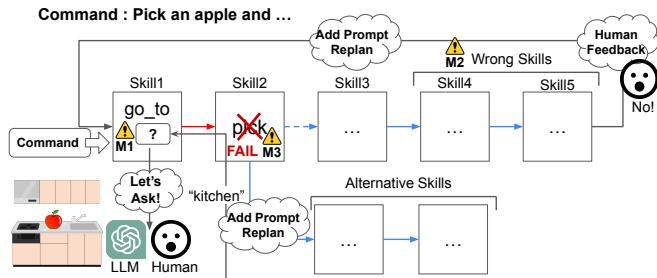 Command : Pick an apple and …
Add Prompt
Replan
Human
Feedback
M2
Wrong Skills
Skill1
Skill2
Skill3
Skill4
Skill5
No!
go_to
pick
...
...
...
Command
M1
?
FAIL
M3
Let's
Ask!
“kitchen”
Alternative Skills
Add Prompt
Replan
...
...
LLM
Human